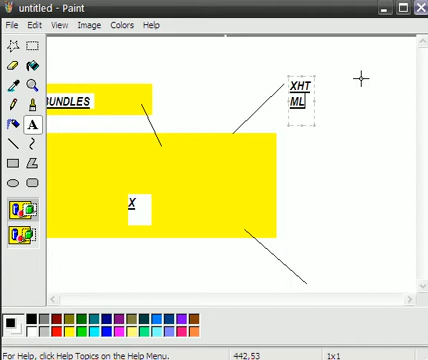 untitled - Paint
File Edit View Image Colors Help
XHT
ML
BUNDLES
X
For Help, click Help Topics on the Help Menu. 442,53 1x1